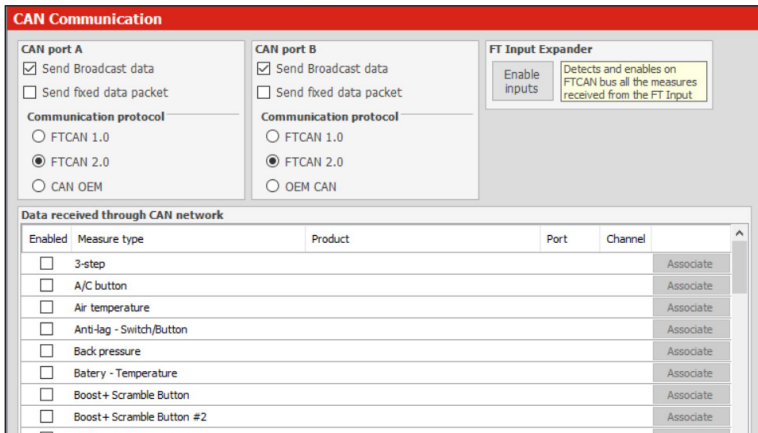 CAN Communication
CAN port A
Send Broadcast data
Send fixed data packet
Communication protocol
FTCAN 1.0
FTCAN 2.0
CAN OEM
CAN port B
Send Broadcast data
Send fixed data packet
Communication protocol
FTCAN 1.0
FTCAN 2.0
OEM CAN
FT Input Expander
Enable
inputs
Detects and enables on
FTCAN bus all the measures
received from the FT Input
Data received through CAN network
Enabled Measure type Product Port Channel
3-step Associate
A/C button Associate
Air temperature Associate
Anti-lag - Switch/Button Associate
Back pressure Associate
Batery - Temperature Associate
Boost+ Scramble Button Associate
Boost+ Scramble Button #2 Associate